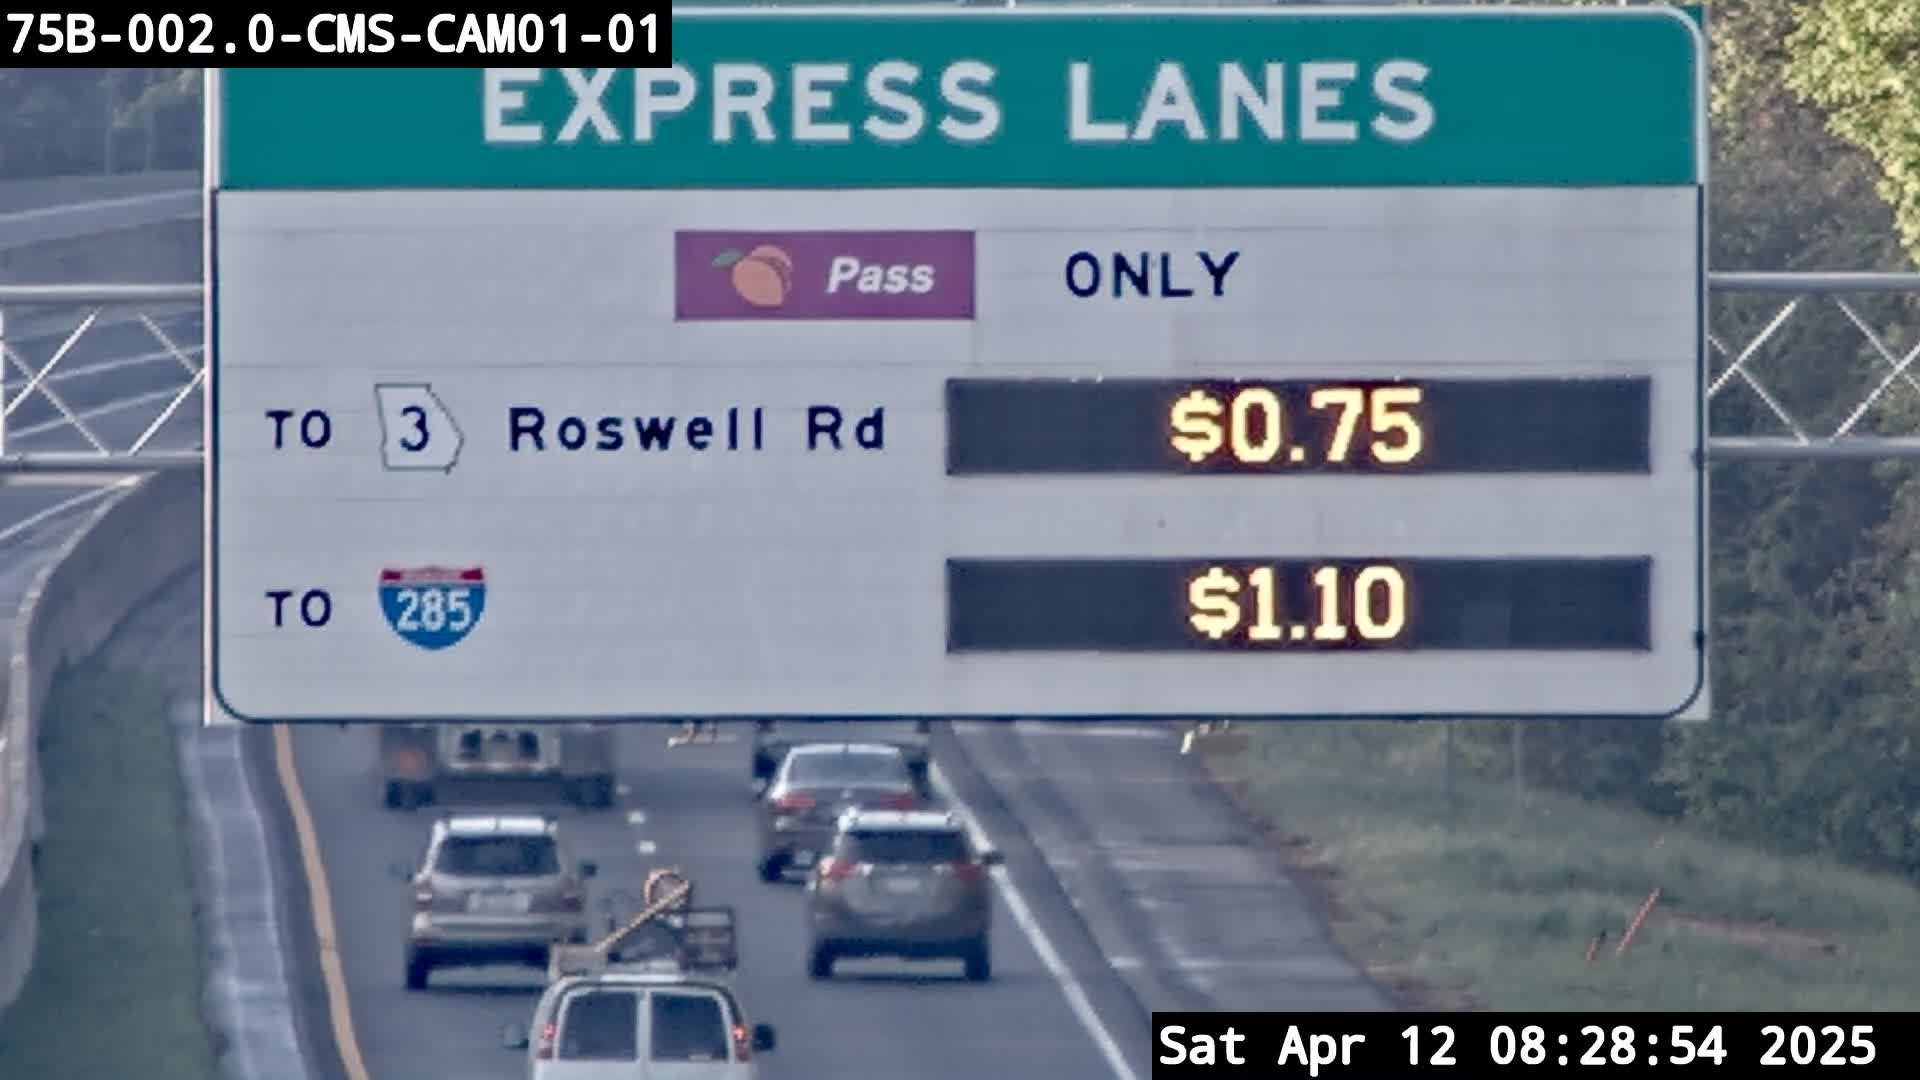 75B-002.0-CMS-CAM01-01
EXPRESS LANES
Pass ONLY
TO 3 Roswell Rd $0.75
TO 285 $1.10
Sat Apr 12 08:28:54 2025